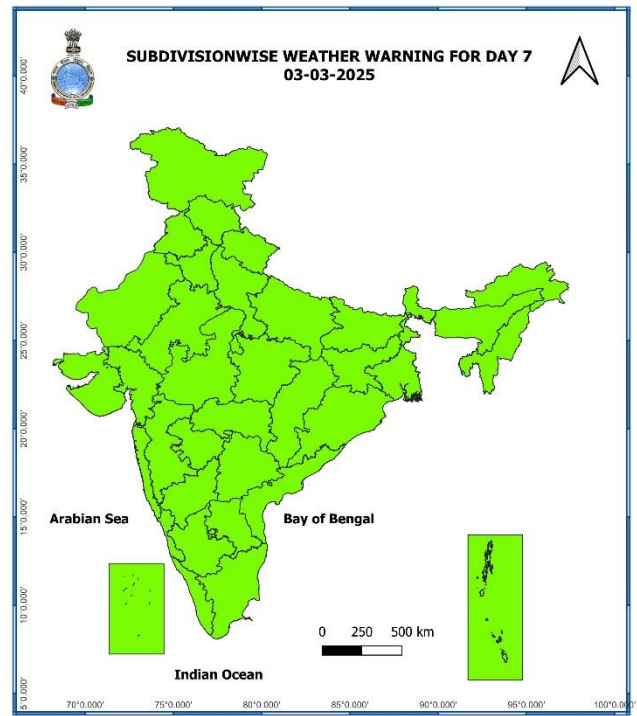 SUBDIVISIONWISE WEATHER WARNING FOR DAY 7
03-03-2025
40°0.000'
35°0.000'
30°0.000'
25°0.000'
20°0.000'
15°0.000'
10°0.000'
5°0.000'
Arabian Sea
Bay of Bengal
0 250 500 km
Indian Ocean
70°0.000' 75°0.000' 80°0.000' 85°0.000' 90°0.000' 95°0.000' 100°0.000'